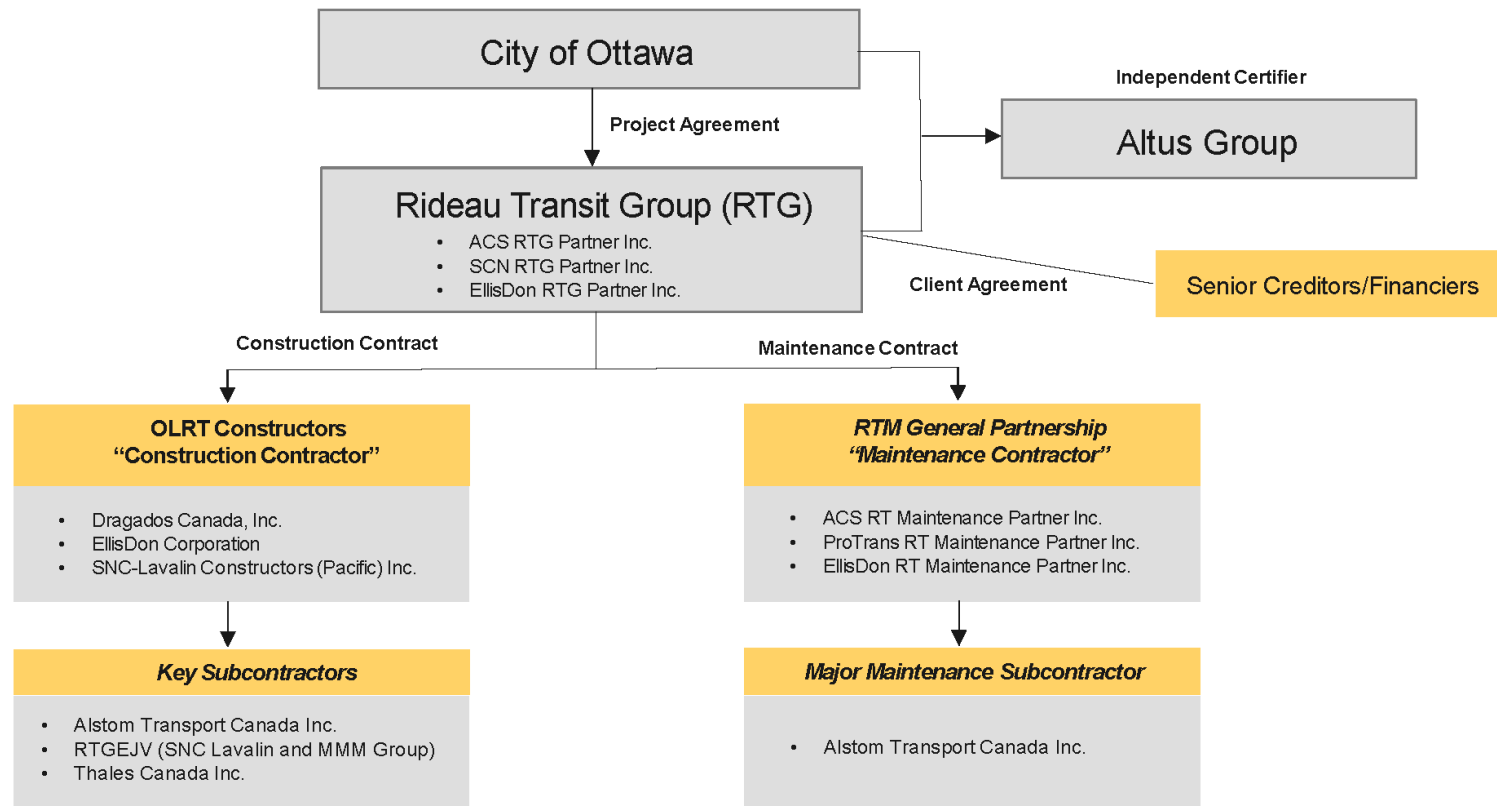 City of Ottawa
Independent Certifier
Altus Group
Project Agreement
Rideau Transit Group (RTG)
• ACS RTG Partner Inc.
• SCN RTG Partner Inc.
• EllisDon RTG Partner Inc.
Client Agreement
Senior Creditors/Financiers
Construction Contract
Maintenance Contract
OLRT Constructors
“Construction Contractor”
• Dragados Canada, Inc.
• EllisDon Corporation
• SNC-Lavalin Constructors (Pacific) Inc.
RTM General Partnership
“Maintenance Contractor”
• ACS RT Maintenance Partner Inc.
• ProTrans RT Maintenance Partner Inc.
• EllisDon RT Maintenance Partner Inc.
Key Subcontractors
• Alstom Transport Canada Inc.
• RTGEJV (SNC Lavalin and MMM Group)
• Thales Canada Inc.
Major Maintenance Subcontractor
• Alstom Transport Canada Inc.